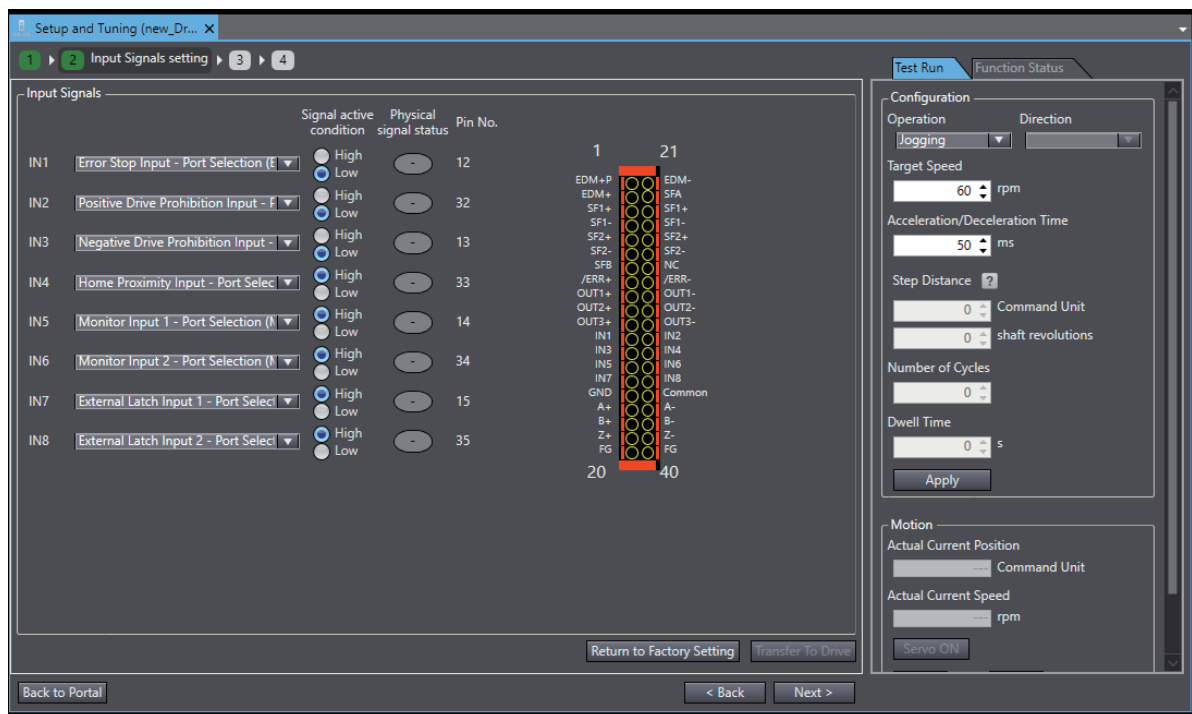 Setup and Tuning (new_Dr... X
1 2 Input Signals setting 3 4
Input Signals
Signal active condition Physical signal status Pin No.
IN1 Error Stop Input - Port Selection (E High Low - 12
IN2 Positive Drive Prohibition Input - F High Low - 32
IN3 Negative Drive Prohibition Input - High Low - 13
IN4 Home Proximity Input - Port Selec High Low - 33
IN5 Monitor Input 1 - Port Selection (M High Low - 14
IN6 Monitor Input 2 - Port Selection (M High Low - 34
IN7 External Latch Input 1 - Port Select High Low - 15
IN8 External Latch Input 2 - Port Select High Low - 35
1 21
EDM+P EDM-
EDM+ SFA
SF1+ SF1+
SF1- SF1-
SF2+ SF2+
SF2- SF2-
SFB NC
/ERR+ /ERR-
OUT1+ OUT1-
OUT2+ OUT2-
OUT3+ OUT3-
IN1 IN2
IN3 IN4
IN5 IN6
IN7 IN8
GND Common
A+ A-
B+ B-
Z+ Z-
FG FG
20 40
Return to Factory Setting Transfer To Drive
Back to Portal < Back Next >
Test Run Function Status
Configuration
Operation Direction
Jogging
Target Speed
60 rpm
Acceleration/Deceleration Time
50 ms
Step Distance ?
0 Command Unit
0 shaft revolutions
Number of Cycles
0
Dwell Time
0 s
Apply
Motion
Actual Current Position
--- Command Unit
Actual Current Speed
--- rpm
Servo ON